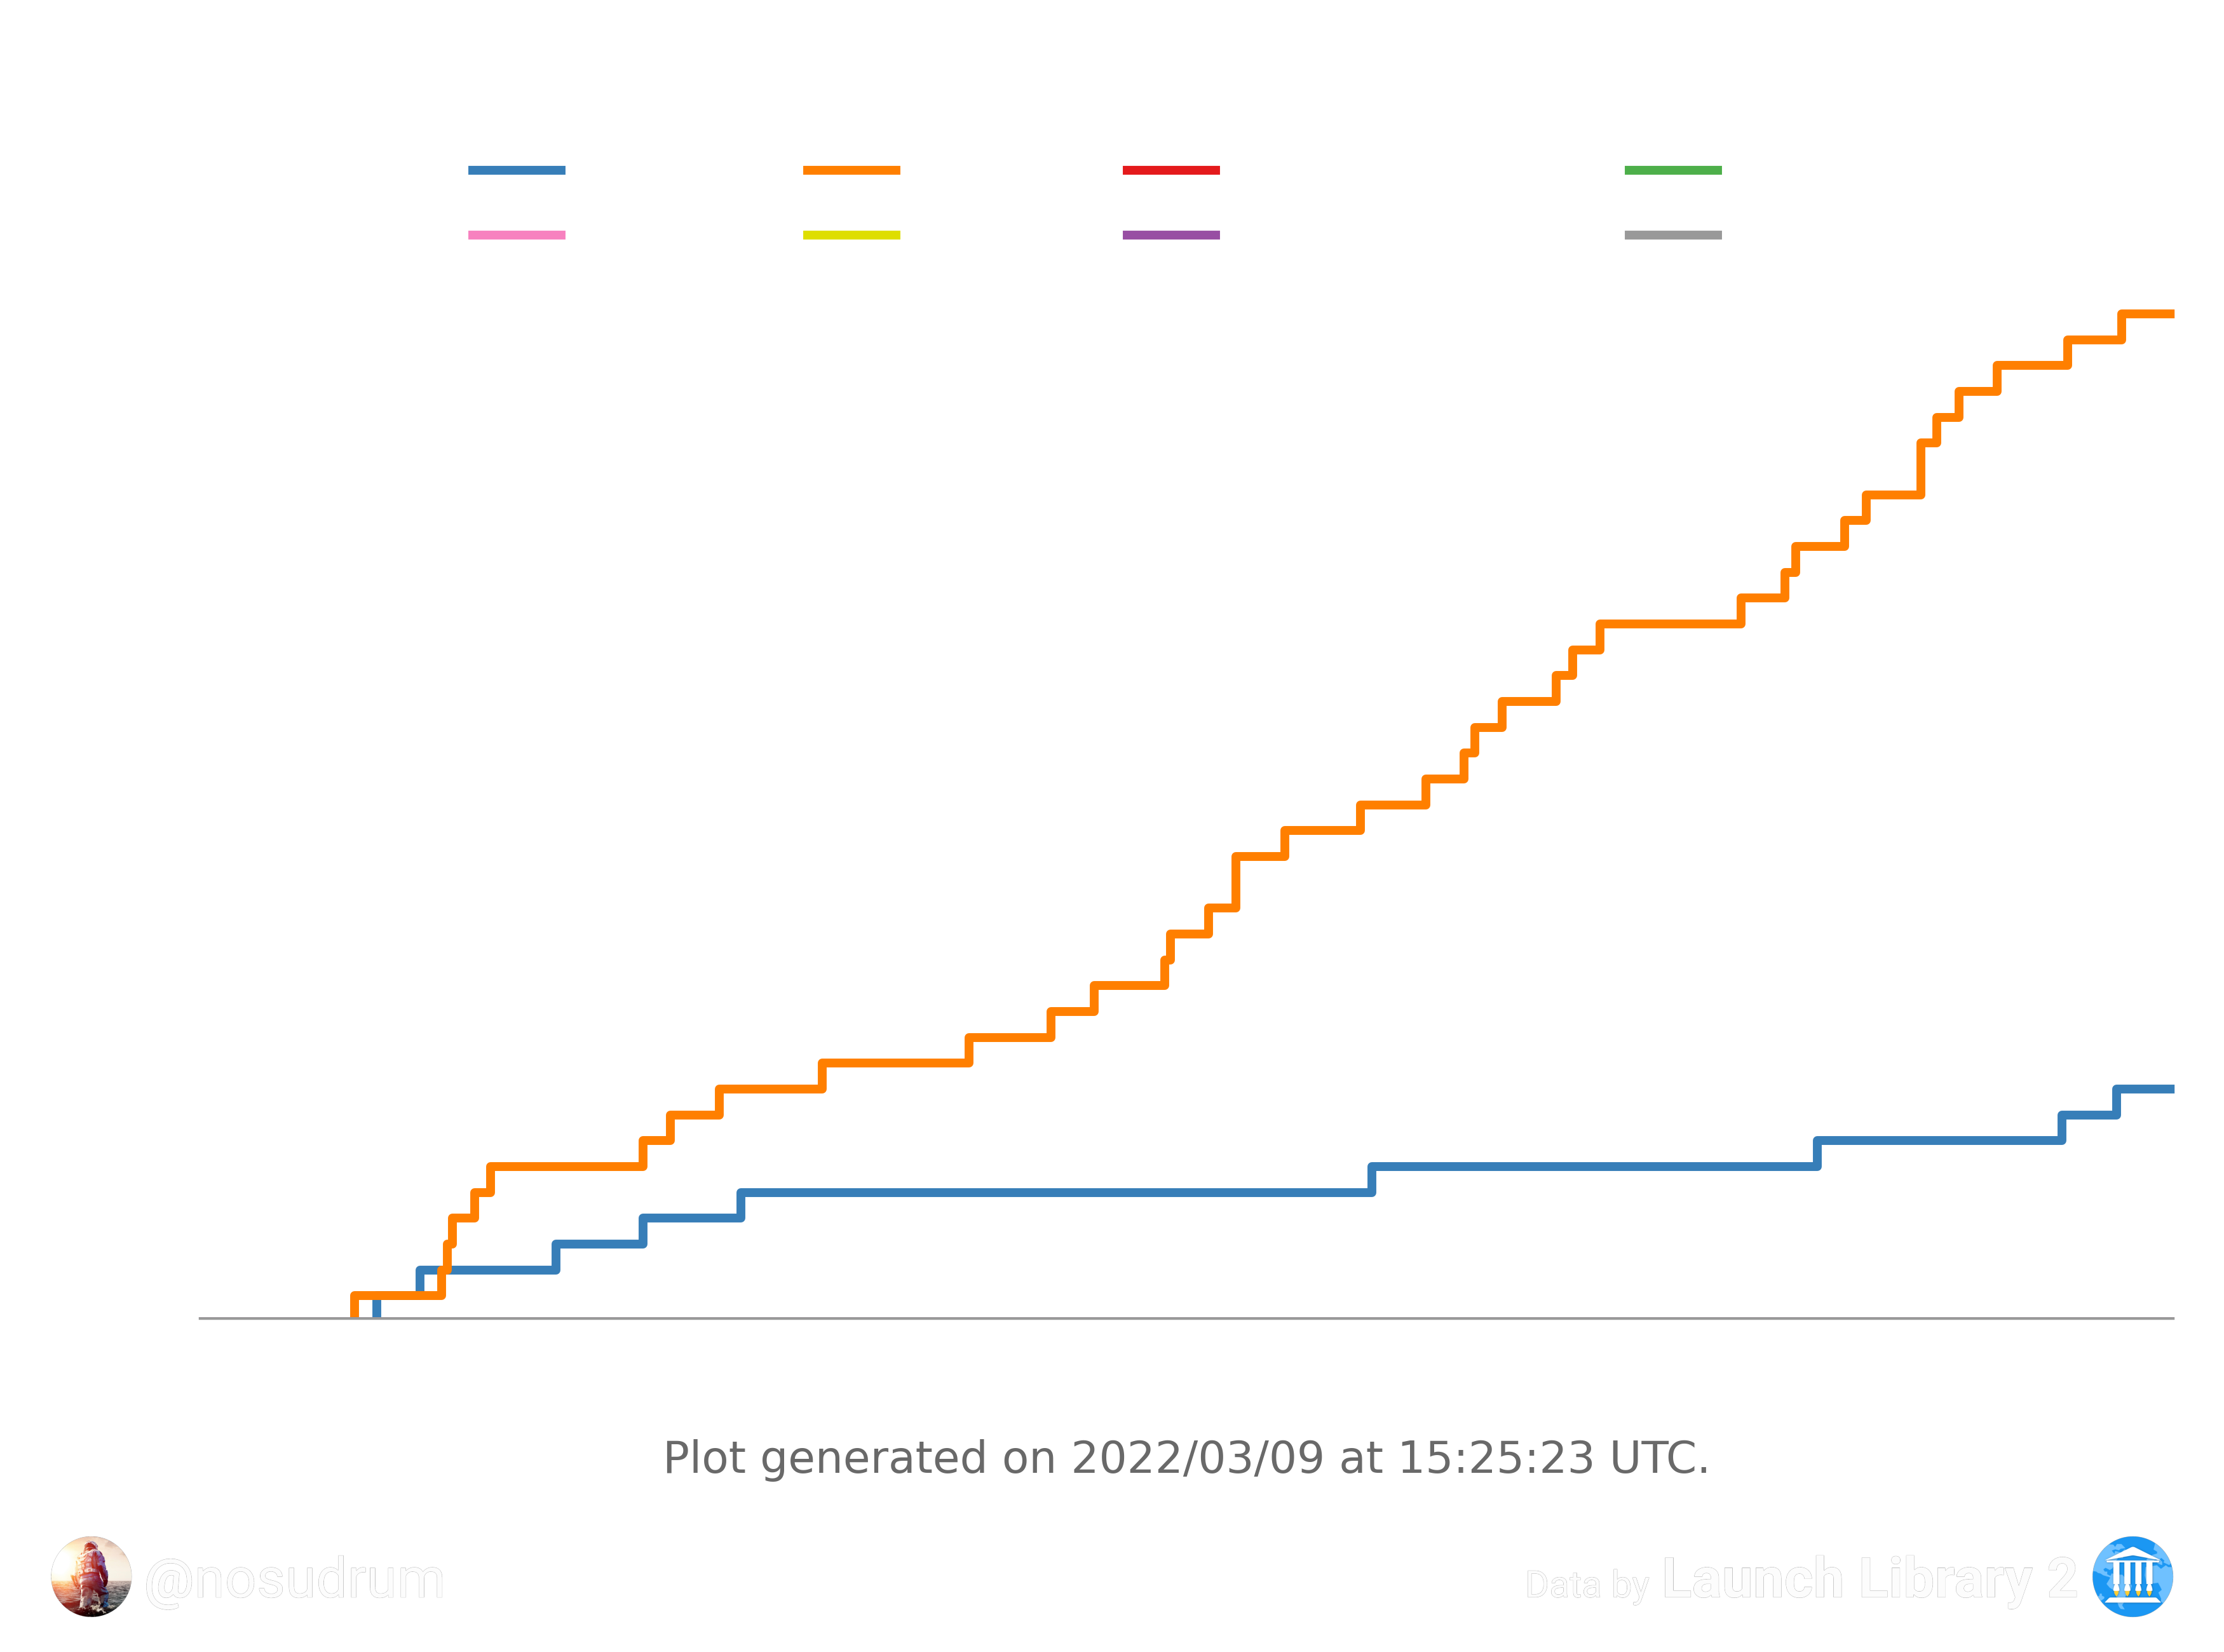 Plot generated on 2022/03/09 at 15:25:23 UTC.
@nosudrum
Data by Launch Library 2